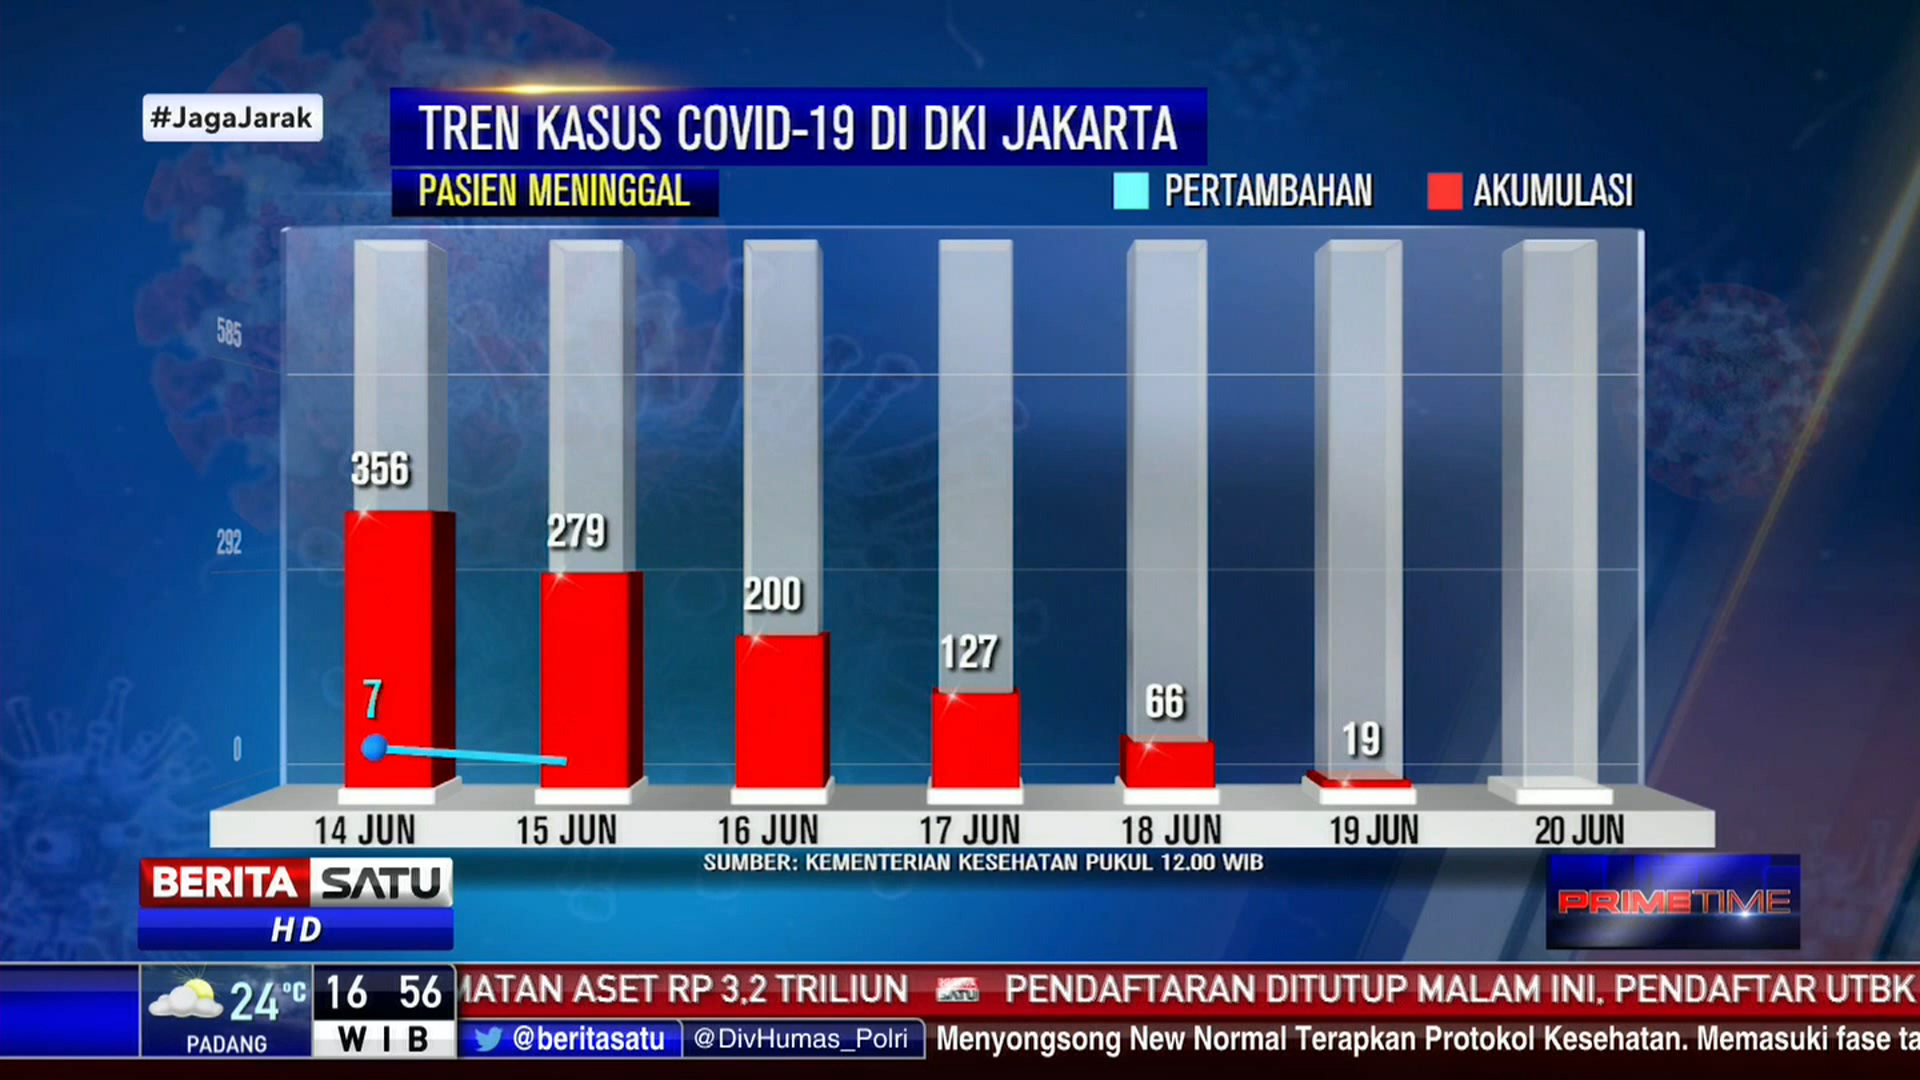 #JagaJarak
TREN KASUS COVID-19 DI DKI JAKARTA
PASIEN MENINGGAL
PERTAMBAHAN
AKUMULASI
585
292
0
356
279
200
127
66
19
7
14 JUN
15 JUN
16 JUN
17 JUN
18 JUN
19 JUN
20 JUN
SUMBER: KEMENTERIAN KESEHATAN PUKUL 12.00 WIB
BERITA SATU
HD
PRIMETIME
24°C
PADANG
16 56
WIB
MATAN ASET RP 3,2 TRILIUN
BERITA SATU
PENDAFTARAN DITUTUP MALAM INI, PENDAFTAR UTBK
@beritasatu
@DivHumas_Polri
Menyongsong New Normal Terapkan Protokol Kesehatan. Memasuki fase ta